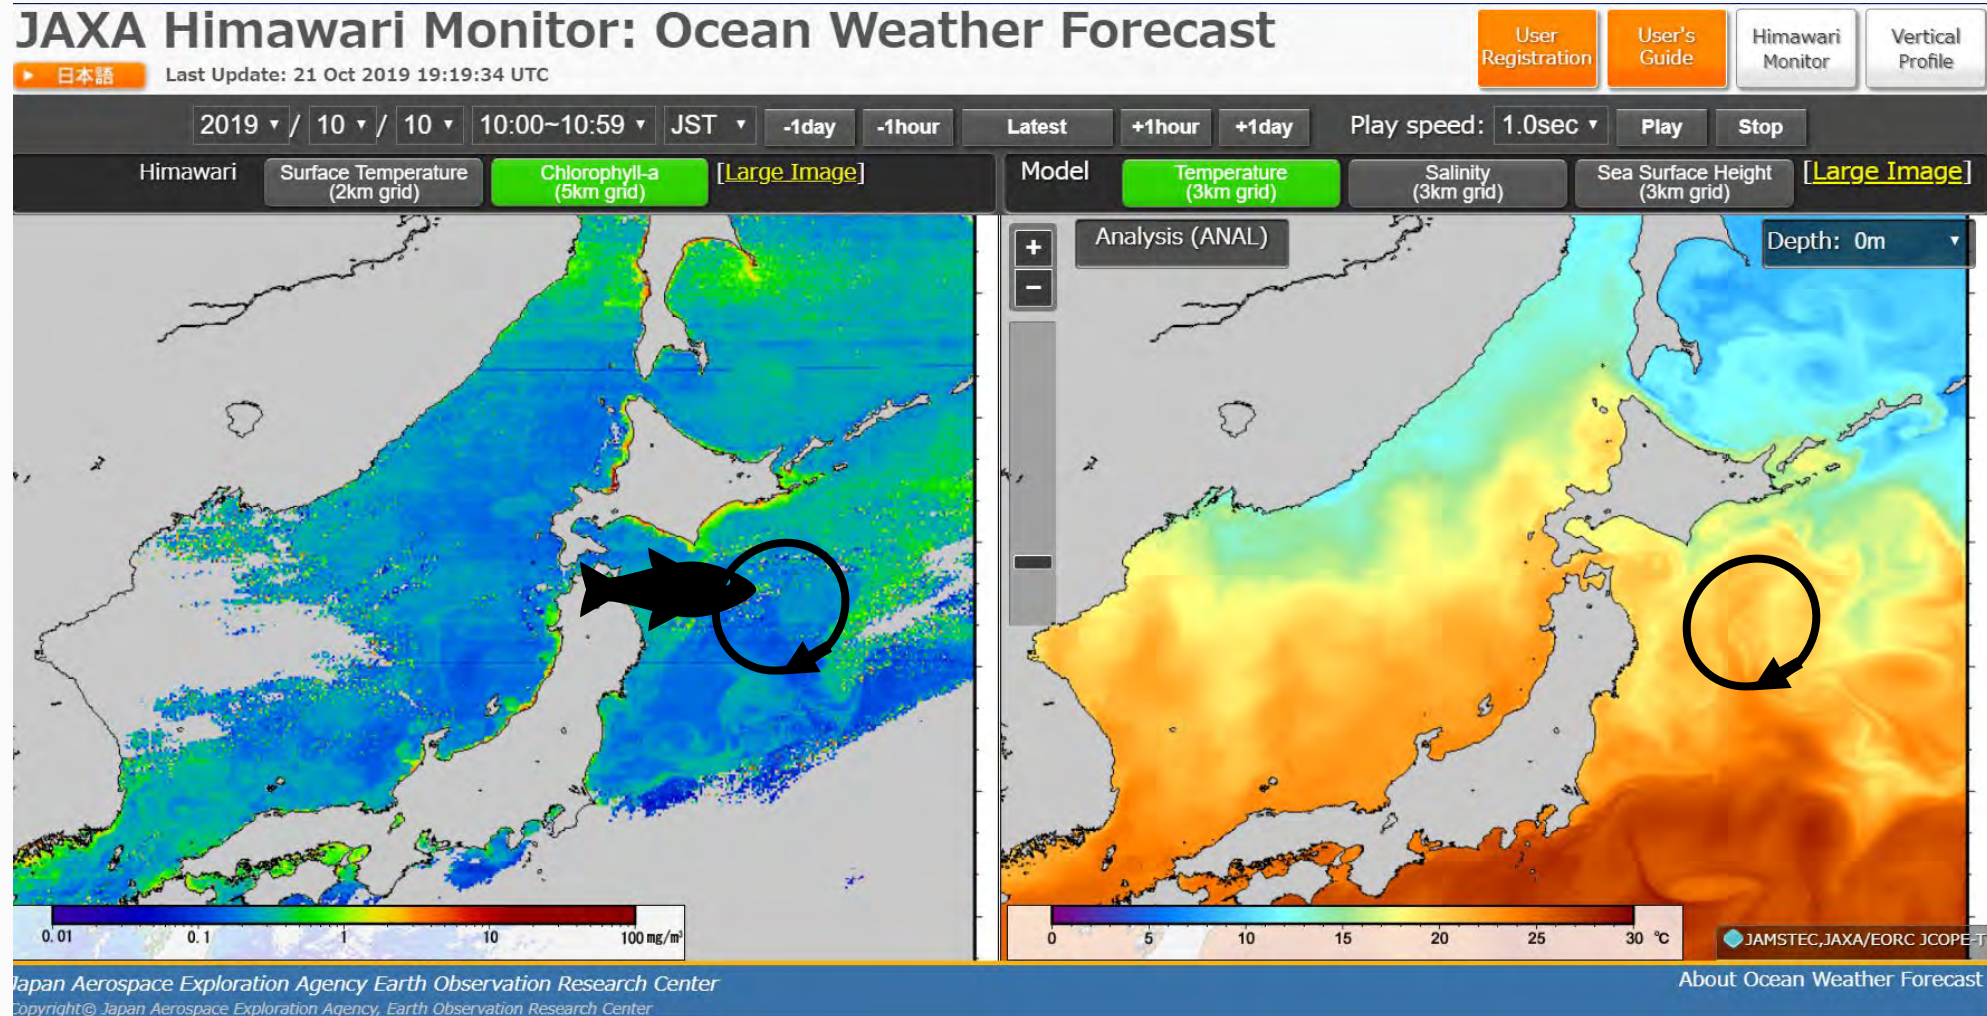 JAXA Himawari Monitor: Ocean Weather Forecast
日本語
Last Update: 21 Oct 2019 19:19:34 UTC
User Registration
User's Guide
Himawari Monitor
Vertical Profile
2019 / 10 / 10 10:00~10:59 JST -1day -1hour Latest +1hour +1day Play speed: 1.0sec Play Stop
Himawari
Surface Temperature
(2km grid)
Chlorophyll-a
(5km grid)
[Large Image]
Model
Temperature
(3km grid)
Salinity
(3km grid)
Sea Surface Height
(3km grid)
[Large Image]
+
−
Analysis (ANAL)
Depth: 0m
0.01 0.1 1 10 100 mg/m³
0 5 10 15 20 25 30 °C
JAMSTEC,JAXA/EORC JCOPE-T
Japan Aerospace Exploration Agency Earth Observation Research Center
Copyright© Japan Aerospace Exploration Agency, Earth Observation Research Center
About Ocean Weather Forecast